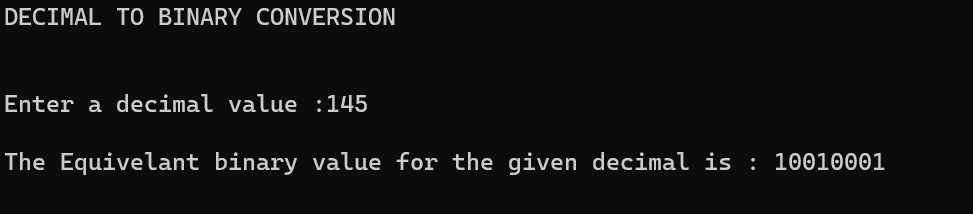 DECIMAL TO BINARY CONVERSION
Enter a decimal value :145
The Equivelant binary value for the given decimal is : 10010001